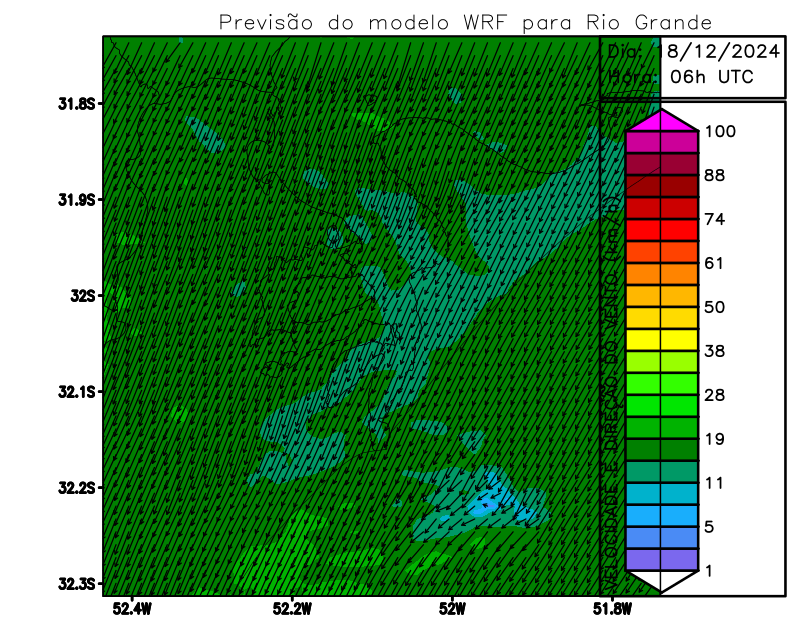 Previsão do modelo WRF para Rio Grande
Dia: 8/12/2024
Hora: 06h UTC
31.8S
31.9S
32S
32.1S
32.2S
32.3S
52.4W
52.2W
52W
51.8W
VELOCIDADE E DIREÇÃO DO VENTO (km/h)
100
88
74
61
50
38
28
19
11
5
1